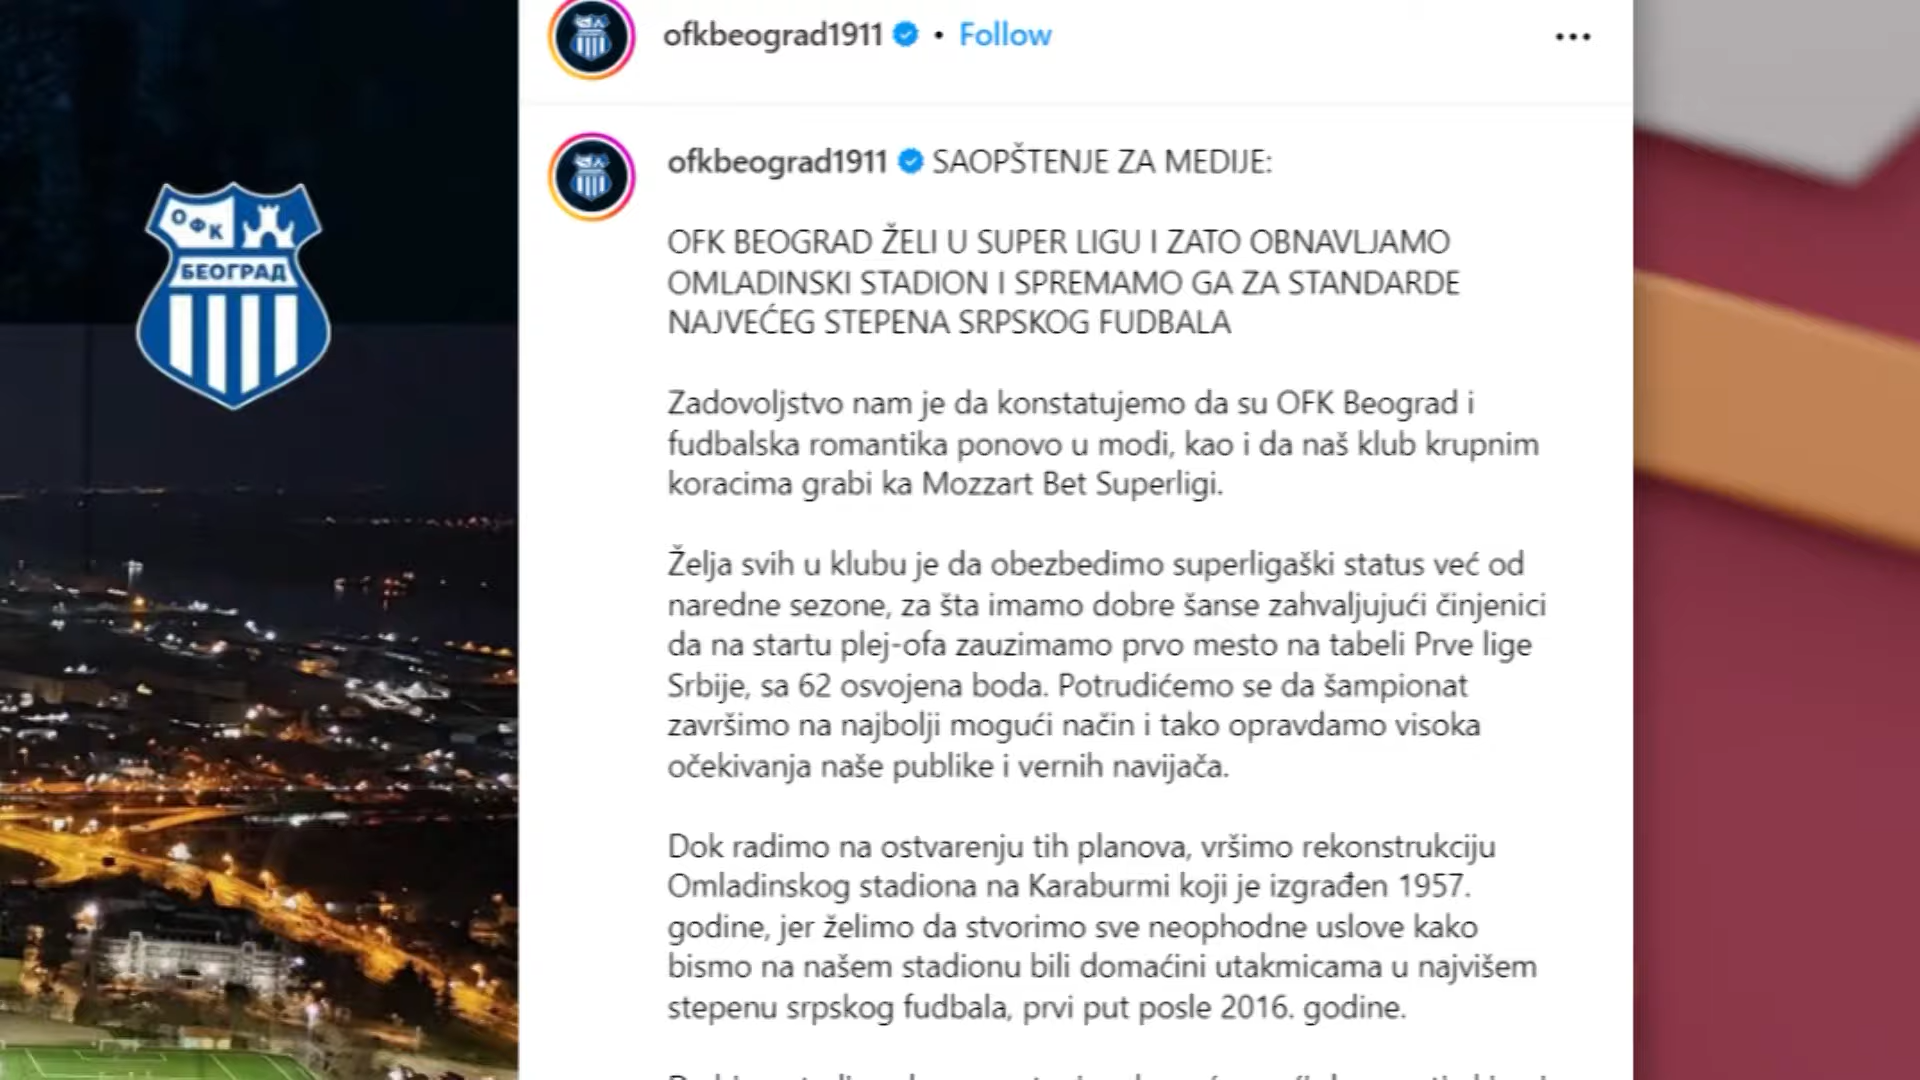 ofkbeograd1911 • Follow
ofkbeograd1911 SAOPŠTENJE ZA MEDIJE:
ОФК
БЕОГРАД
OFK BEOGRAD ŽELI U SUPER LIGU I ZATO OBNAVLJAMO
OMLADINSKI STADION I SPREMAMO GA ZA STANDARDE
NAJVEĆEG STEPENA SRPSKOG FUDBALA
Zadovoljstvo nam je da konstatujemo da su OFK Beograd i
fudbalska romantika ponovo u modi, kao i da naš klub krupnim
koracima grabi ka Mozzart Bet Superligi.
Želja svih u klubu je da obezbedimo superligaški status već od
naredne sezone, za šta imamo dobre šanse zahvaljujući činjenici
da na startu plej-ofa zauzimamo prvo mesto na tabeli Prve lige
Srbije, sa 62 osvojena boda. Potrudićemo se da šampionat
završimo na najbolji mogući način i tako opravdamo visoka
očekivanja naše publike i vernih navijača.
Dok radimo na ostvarenju tih planova, vršimo rekonstrukciju
Omladinskog stadiona na Karaburmi koji je izgrađen 1957.
godine, jer želimo da stvorimo sve neophodne uslove kako
bismo na našem stadionu bili domaćini utakmicama u najvišem
stepenu srpskog fudbala, prvi put posle 2016. godine.